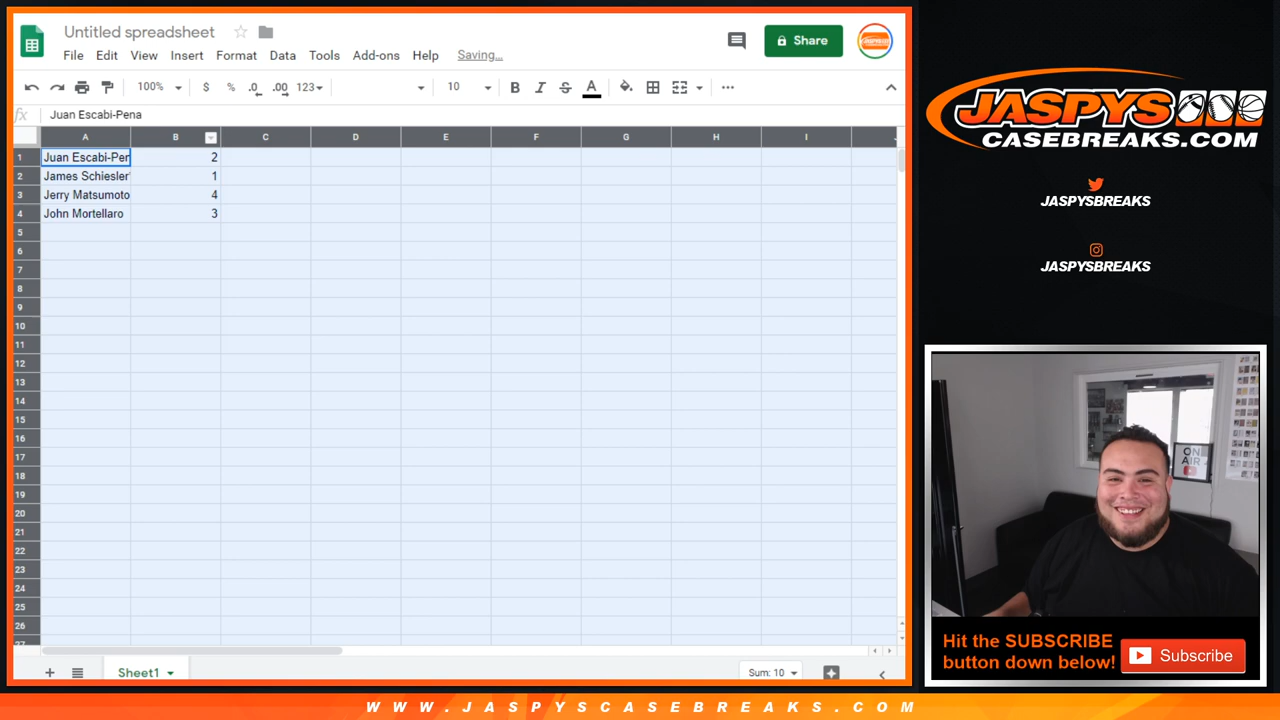 Untitled spreadsheet
File Edit View Insert Format Data Tools Add-ons Help Saving...
Share
100% $ % .0 .00 123 10 B I S A
fx Juan Escabi-Pena
A B C D E F G H I
1 Juan Escabi-Pen 2
2 James Schiesler' 1
3 Jerry Matsumoto 4
4 John Mortellaro 3
5
6
7
8
9
10
11
12
13
14
15
16
17
18
19
20
21
22
23
24
25
26
27
Sheet1
Sum: 10
JASPYS
CASEBREAKS.COM
JASPYSBREAKS
JASPYSBREAKS
ON
AIR
Hit the SUBSCRIBE
button down below!
Subscribe
WWW.JASPYSCASEBREAKS.COM